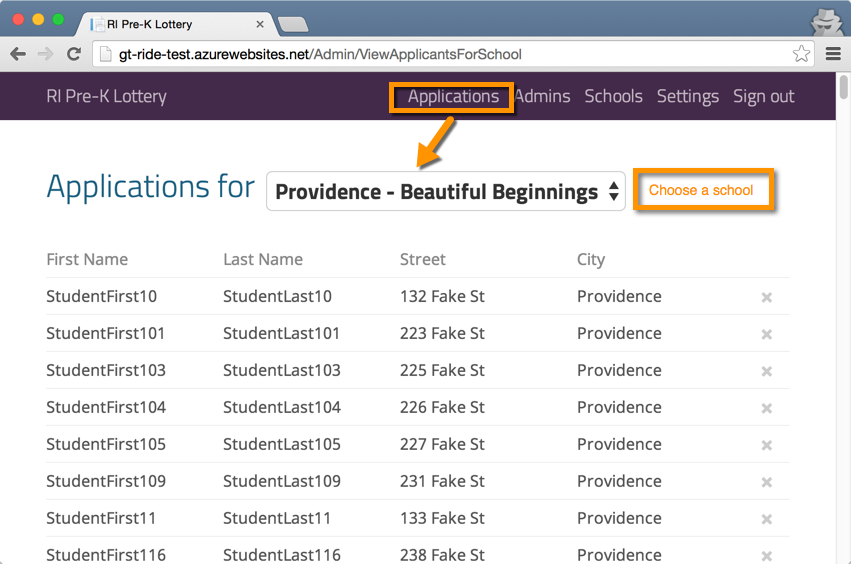 RI Pre-K Lottery
gt-ride-test.azurewebsites.net/Admin/ViewApplicantsForSchool
RI Pre-K Lottery Applications Admins Schools Settings Sign out
Applications for Providence - Beautiful Beginnings Choose a school
First Name Last Name Street City
StudentFirst10 StudentLast10 132 Fake St Providence
StudentFirst101 StudentLast101 223 Fake St Providence
StudentFirst103 StudentLast103 225 Fake St Providence
StudentFirst104 StudentLast104 226 Fake St Providence
StudentFirst105 StudentLast105 227 Fake St Providence
StudentFirst109 StudentLast109 231 Fake St Providence
StudentFirst11 StudentLast11 133 Fake St Providence
StudentFirst116 StudentLast116 238 Fake St Providence